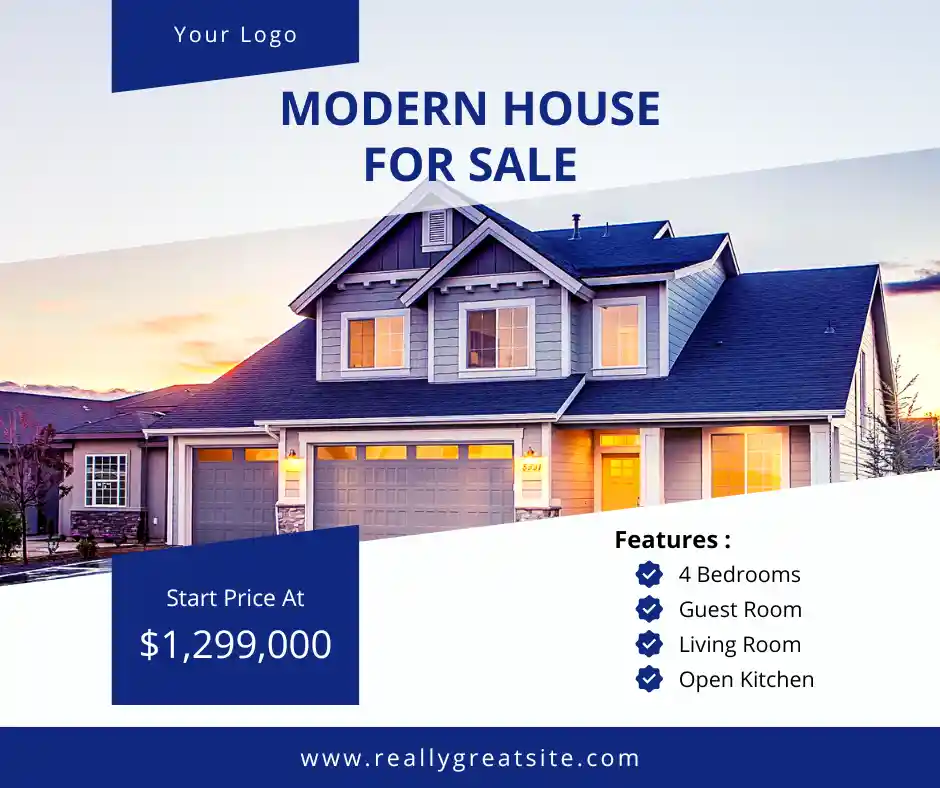 Your Logo
MODERN HOUSE
FOR SALE
Start Price At
$1,299,000
Features :
4 Bedrooms
Guest Room
Living Room
Open Kitchen
www.reallygreatsite.com